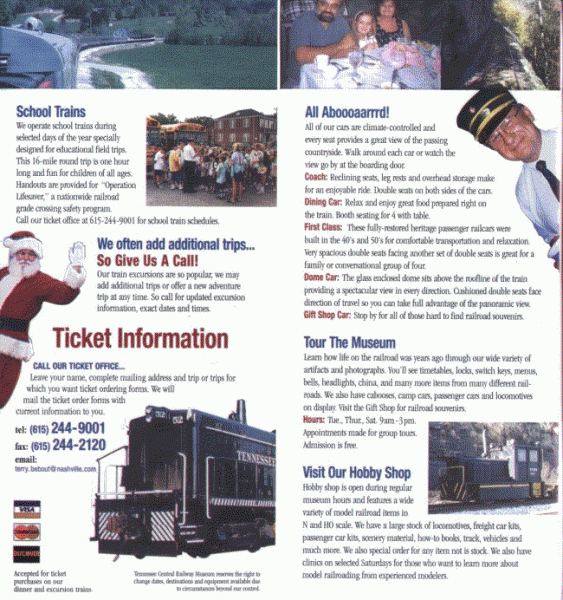 School Trains
We operate school trains during
selected days of the year specially
designed for educational field trips.
This 16-mile round trip is one hour
long and fun for children of all ages.
Handouts are provided for "Operation
Lifesaver," a nationwide railroad
grade crossing safety program.
Call our ticket office at 615-244-9001 for school train schedules.
We often add additional trips...
So Give Us A Call!
Our train excursions are so popular, we may
add additional trips or offer a new adventure
trip at any time. So call for updated excursion
information, exact dates and times.
Ticket Information
CALL OUR TICKET OFFICE...
Leave your name, complete mailing address and trip or trips for
which you want ticket ordering forms. We will
mail the ticket order forms with
current information to you.
tel: (615) 244-9001
fax: (615) 244-2120
email:
terry.bebout@nashville.com
TENNESSEE
VISA
MasterCard
DISCOVER
Accepted for ticket
purchases on our
dinner and excursion trains.
Tennessee Central Railway Museum reserves the right to
change dates, destinations and equipment available due
to circumstances beyond our control.
All Aboooaarrrd!
All of our cars are climate-controlled and
every seat provides a great view of the passing
countryside. Walk around each car or watch the
view go by at the boarding door.
Coach: Reclining seats, leg rests and overhead storage make
for an enjoyable ride. Double seats on both sides of the cars.
Dining Car: Relax and enjoy great food prepared right on
the train. Booth seating for 4 with table.
First Class: These fully-restored heritage passenger railcars were
built in the 40's and 50's for comfortable transportation and relaxation.
Very spacious double seats facing another set of double seats is great for a
family or conversational group of four.
Dome Car: The glass enclosed dome sits above the roofline of the train
providing a spectacular view in every direction. Cushioned double seats face
direction of travel so you can take full advantage of the panoramic view.
Gift Shop Car: Stop by for all of those hard to find railroad souvenirs.
Tour The Museum
Learn how life on the railroad was years ago through our wide variety of
artifacts and photographs. You'll see timetables, locks, switch keys, menus,
bells, headlights, china, and many more items from many different rail-
roads. We also have cabooses, camp cars, passenger cars and locomotives
on display. Visit the Gift Shop for railroad souvenirs.
Hours: Tue., Thur., Sat. 9am -3pm.
Appointments made for group tours.
Admission is free.
Visit Our Hobby Shop
Hobby shop is open during regular
museum hours and features a wide
variety of model railroad items in
N and HO scale. We have a large stock of locomotives, freight car kits,
passenger car kits, scenery material, how-to books, track, vehicles and
much more. We also special order for any item not is stock. We also have
clinics on selected Saturdays for those who want to learn more about
model railroading from experienced modelers.